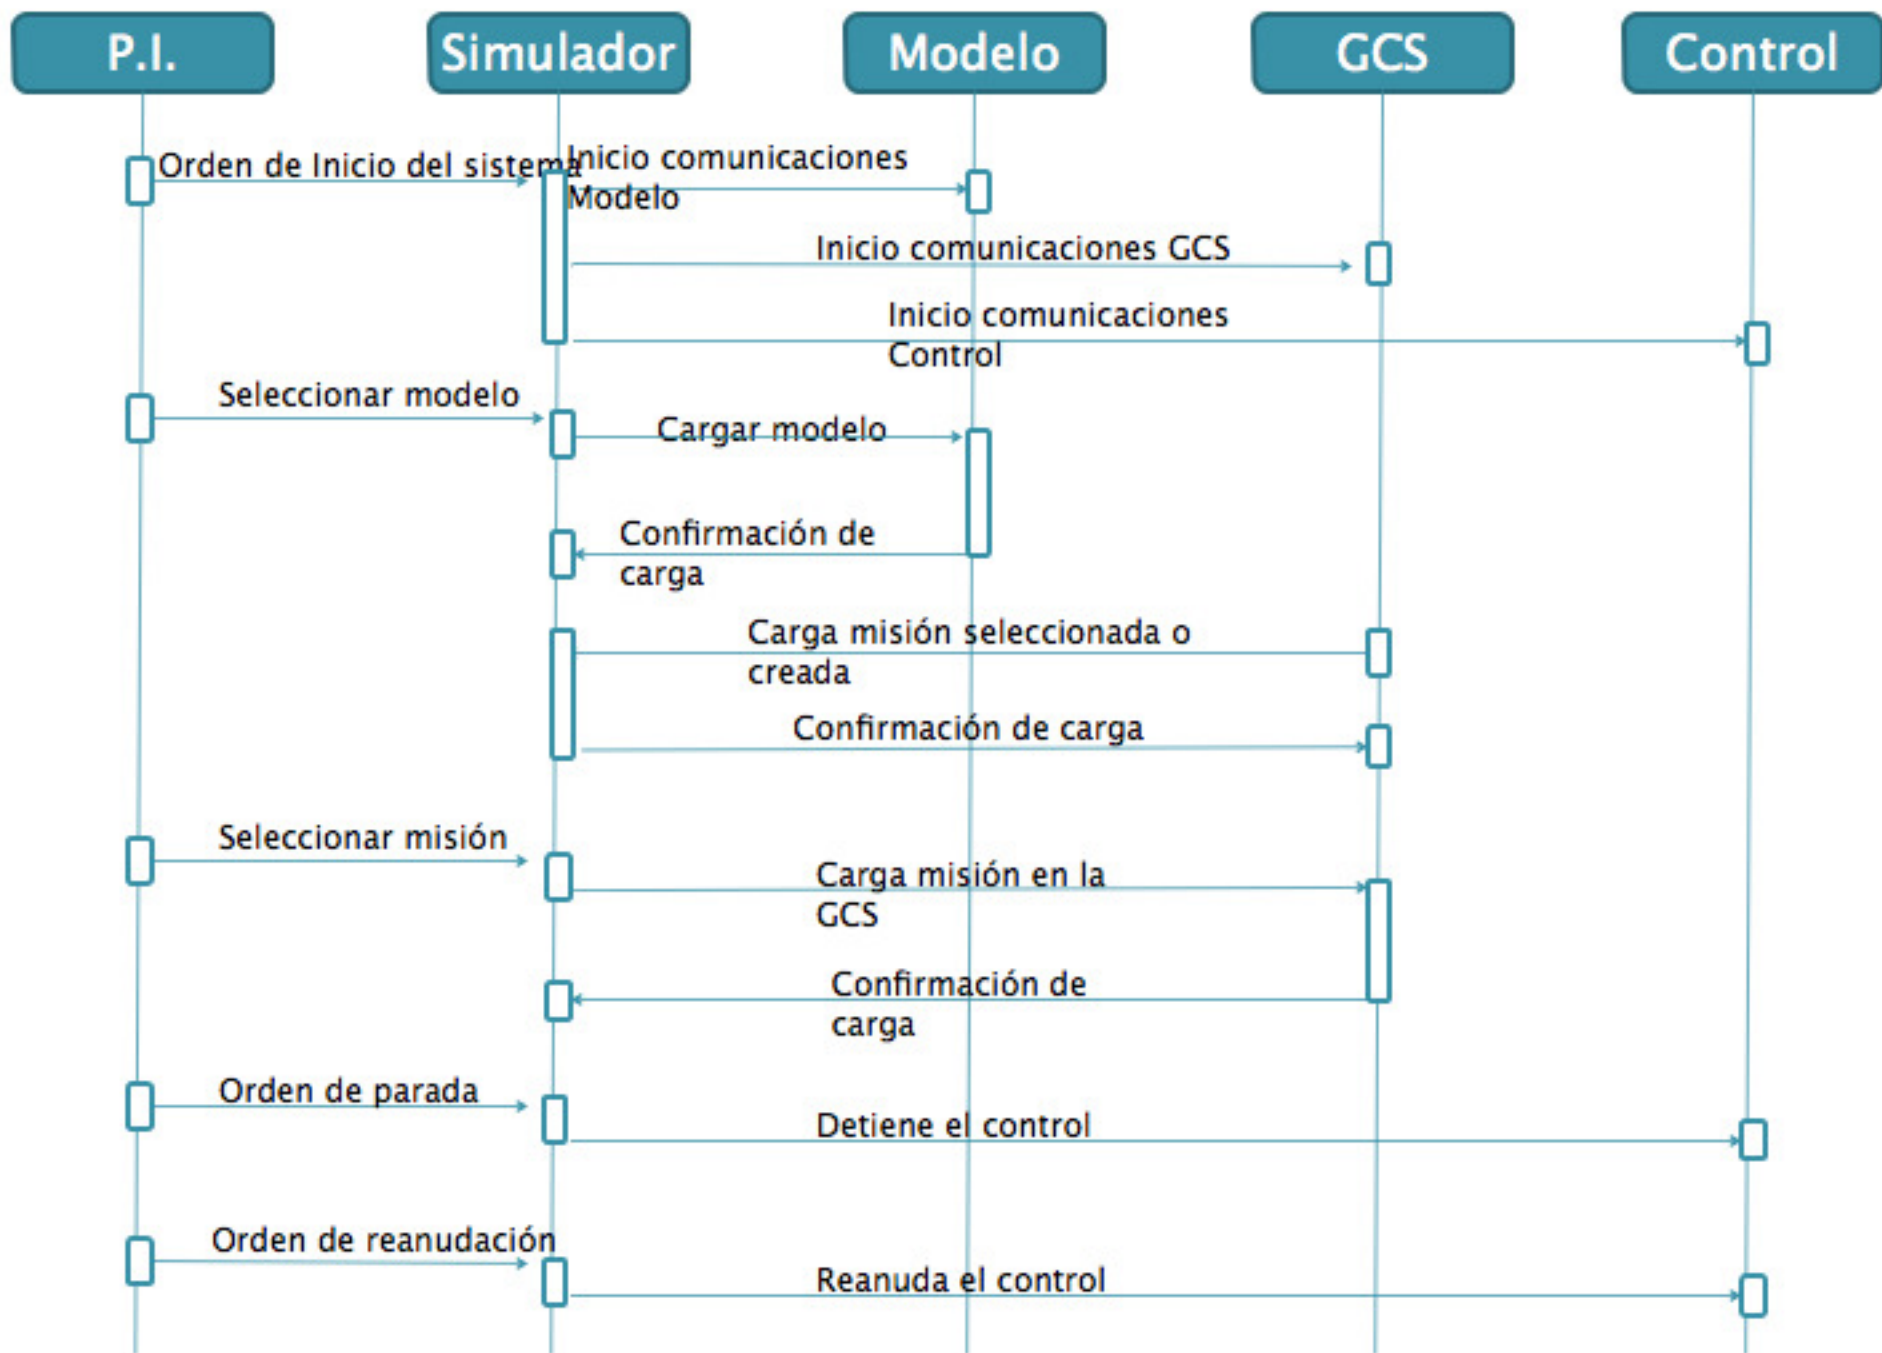 P.I.
Simulador
Modelo
GCS
Control
Orden de Inicio del sistema
Inicio comunicaciones
Modelo
Inicio comunicaciones GCS
Inicio comunicaciones
Control
Seleccionar modelo
Cargar modelo
Confirmación de
carga
Carga misión seleccionada o
creada
Confirmación de carga
Seleccionar misión
Carga misión en la
GCS
Confirmación de
carga
Orden de parada
Detiene el control
Orden de reanudación
Reanuda el control